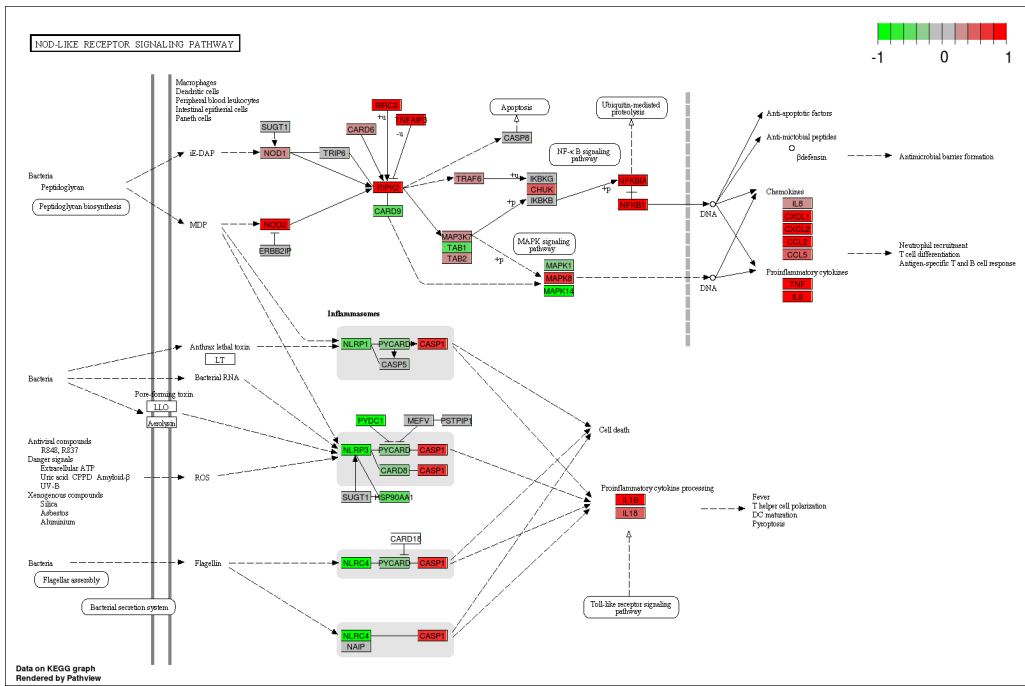 NOD-LIKE RECEPTOR SIGNALING PATHWAY
-1 0 1
Macrophages
Dendritic cells
Peripheral blood leukocytes
Intestinal epitherial cells
Paneth cells
SUGT1
NOD1
TRIP6
iE-DAP
CARD6
BIRC2
TNFAIP3
+u
-u
RIPK2
CARD9
Apoptosis
CASP8
Ubiquitin-mediated
proteolysis
NF-κ B signaling
pathway
TRAF6
+u
IKBKG
CHUK
IKBKB
+p
NFKBIA
+p
NFKB1
Bacteria
Peptidoglycan
Peptidoglycan biosynthesis
MDP
NOD2
ERBB2IP
MAP3K7
TAB1
TAB2
+p
MAPK signaling
pathway
MAPK1
MAPK8
MAPK14
DNA
DNA
Anti-apoptotic factors
Anti-mictobial peptides
βdefensin
Antimicrobial barrier formation
Chemokines
IL8
CXCL1
CXCL2
CCL2
CCL5
Neutrophil recruitment
T cell differentiation
Antigen-specific T and B cell response
Proinflammatory cytokines
TNF
IL6
Inflammasomes
NLRP1
PYCARD
CASP1
CASP5
Anthrax lethal toxin
LT
Bacteria
Bacterial RNA
Pore-forming toxin
LLO
Aerolysin
PYDC1
MEFV
PSTPIP1
NLRP3
PYCARD
CASP1
CARD8
CASP1
SUGT1
HSP90AA1
Antiviral compounds
R848, R837
Danger signals
Extracellular ATP
Uric acid CPPD Amyloid-β
UV-B
Xenogenous compounds
Silica
Asbestos
Aluminium
ROS
Cell death
Proinflammatory cytokine processing
IL1B
IL18
Fever
T helper cell polarization
DC maturation
Pyroptosis
Toll-like receptor signaling
pathway
CARD18
NLRC4
PYCARD
CASP1
Bacteria
Flagellin
Flagellar assembly
Bacterial secretion system
NLRC4
CASP1
NAIP
Data on KEGG graph
Rendered by Pathview